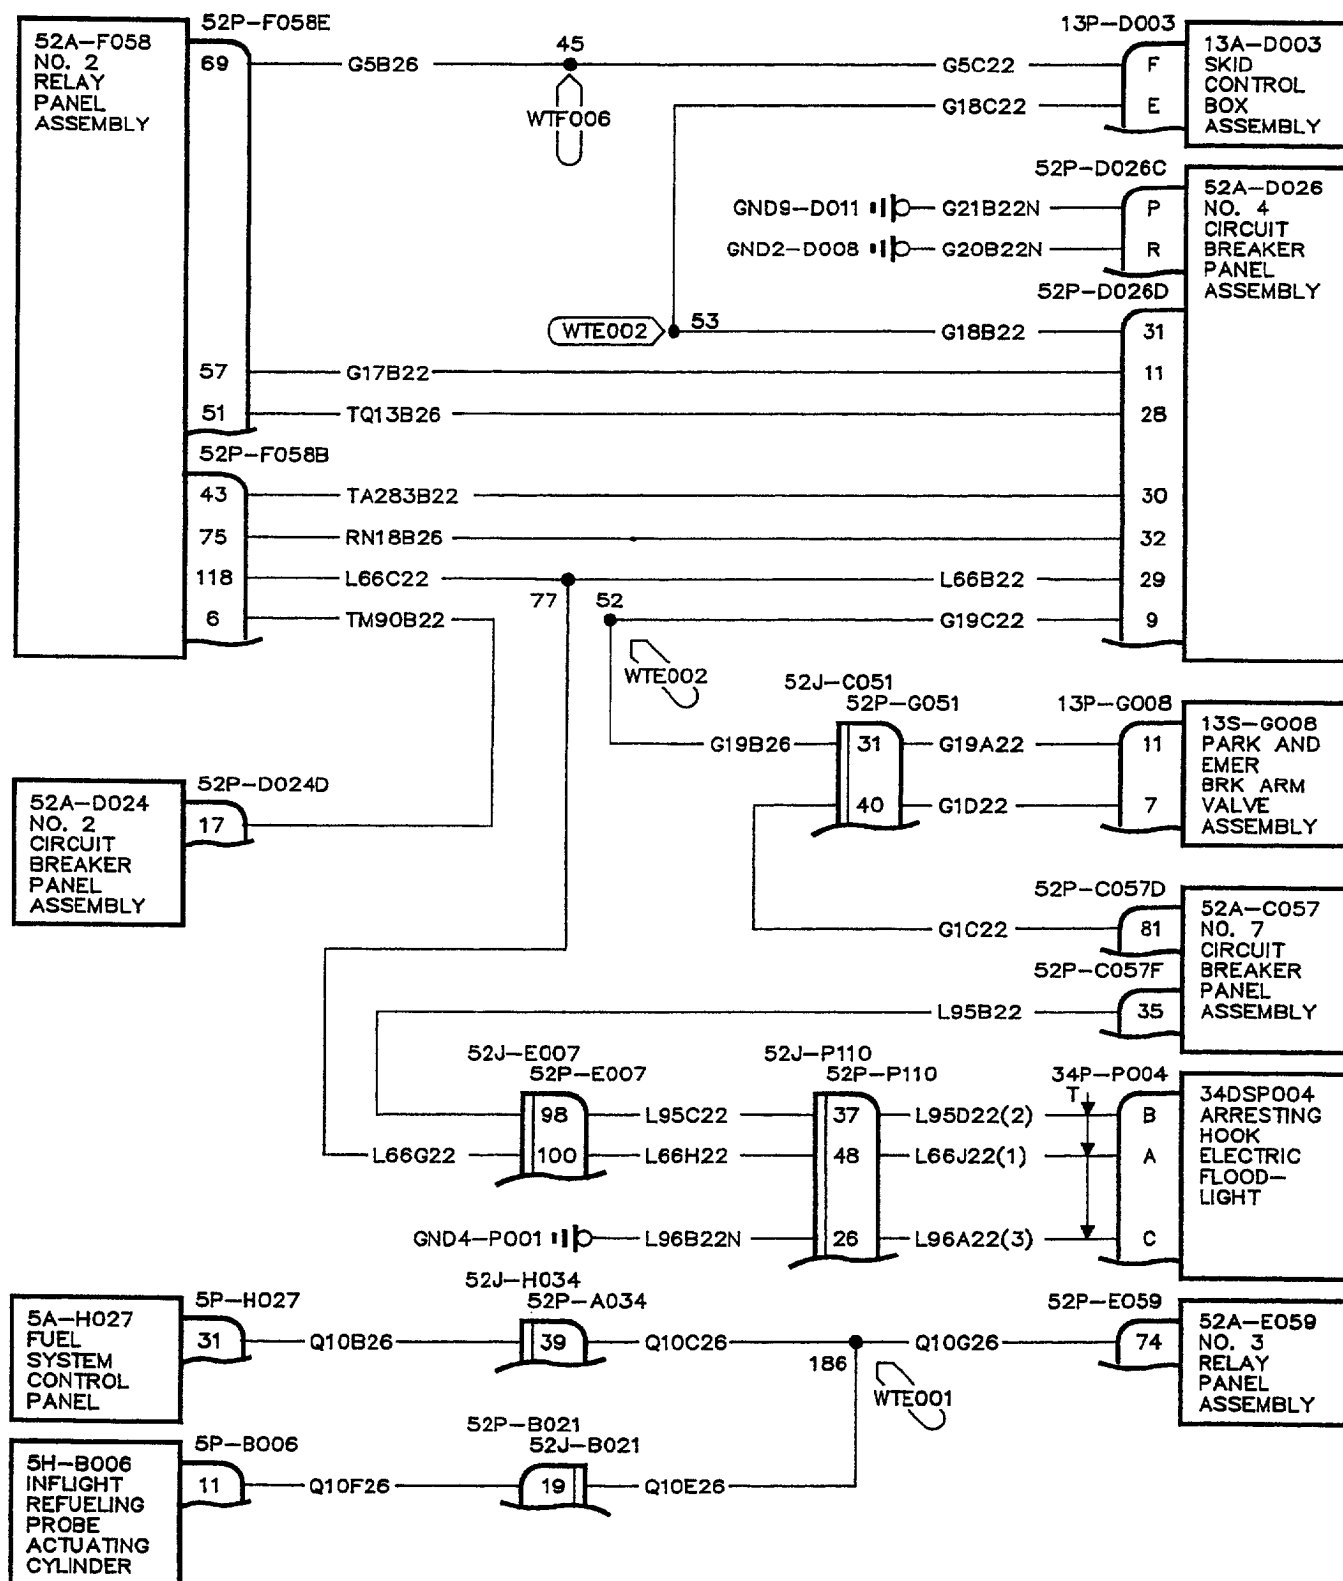 52P-F058E
13P-D003
52A-F058
NO. 2
RELAY
PANEL
ASSEMBLY
69
G5B26
45
WTF006
G5C22
F
G18C22
E
13A-D003
SKID
CONTROL
BOX
ASSEMBLY
52P-D026C
GND9-D011
G21B22N
P
GND2-D008
G20B22N
R
52A-D026
NO. 4
CIRCUIT
BREAKER
PANEL
ASSEMBLY
52P-D026D
WTE002
53
G18B22
31
57
G17B22
11
51
TQ13B26
28
52P-F058B
43
TA283B22
30
75
RN18B26
32
118
L66C22
L66B22
29
77
52
6
TM90B22
G19C22
9
WTE002
52J-C051
52P-G051
13P-G008
G19B26
31
G19A22
11
40
G1D22
7
13S-G008
PARK AND
EMER
BRK ARM
VALVE
ASSEMBLY
52P-D024D
52A-D024
NO. 2
CIRCUIT
BREAKER
PANEL
ASSEMBLY
17
52P-C057D
G1C22
81
52P-C057F
L95B22
35
52A-C057
NO. 7
CIRCUIT
BREAKER
PANEL
ASSEMBLY
52J-E007
52P-E007
52J-P110
52P-P110
34P-P004
T
98
L95C22
37
L95D22(2)
B
L66G22
100
L66H22
48
L66J22(1)
A
GND4-P001
L96B22N
26
L96A22(3)
C
34DSP004
ARRESTING
HOOK
ELECTRIC
FLOOD-
LIGHT
52J-H034
52P-A034
5P-H027
52P-E059
5A-H027
FUEL
SYSTEM
CONTROL
PANEL
31
Q10B26
39
Q10C26
186
WTE001
Q10G26
74
52A-E059
NO. 3
RELAY
PANEL
ASSEMBLY
52P-B021
52J-B021
5P-B006
5H-B006
INFLIGHT
REFUELING
PROBE
ACTUATING
CYLINDER
11
Q10F26
19
Q10E26